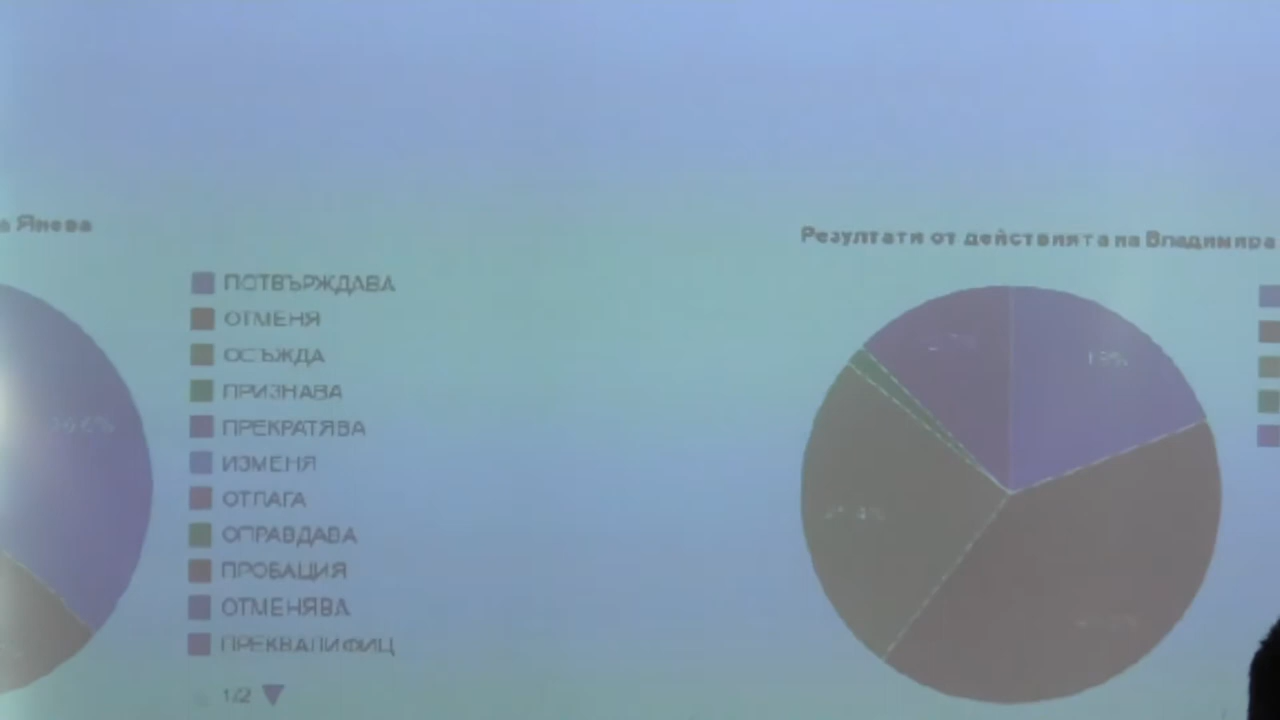 Янева
ПОТВЪРЖДАВА
ОТМЕНЯ
ОСЪЖДА
ПРИЗНАВА
ПРЕКРАТЯВА
ИЗМЕНЯ
ОТЛАГА
ОПРАВДАВА
ПРОБАЦИЯ
ОТМЕНЯВА
ПРЕКВАЛИФИЦ
1/2
Резултати от действията на Владимира
19%